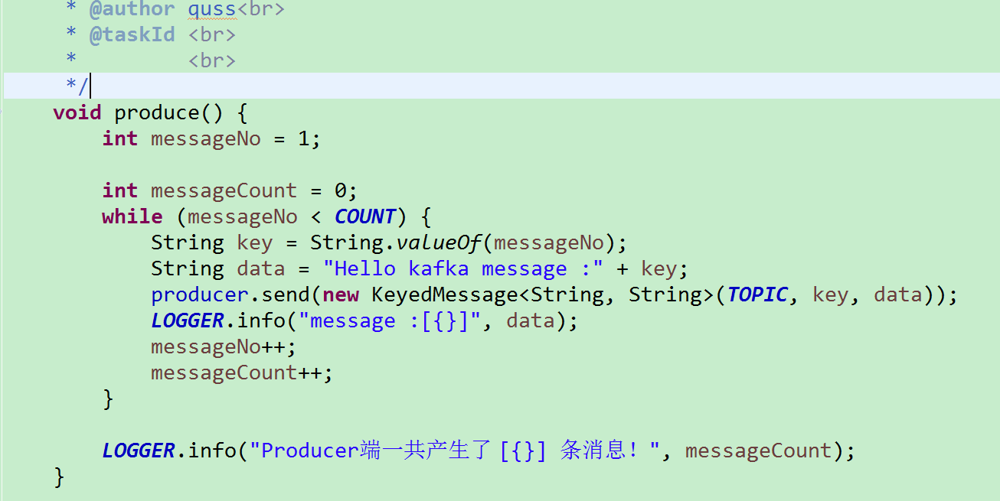 * @author quss<br>
* @taskId <br>
* <br>
*/
void produce() {
int messageNo = 1;
int messageCount = 0;
while (messageNo < COUNT) {
String key = String.valueOf(messageNo);
String data = "Hello kafka message :" + key;
producer.send(new KeyedMessage<String, String>(TOPIC, key, data));
LOGGER.info("message :[{}]", data);
messageNo++;
messageCount++;
}
LOGGER.info("Producer端一共产生了 [{}] 条消息！", messageCount);
}